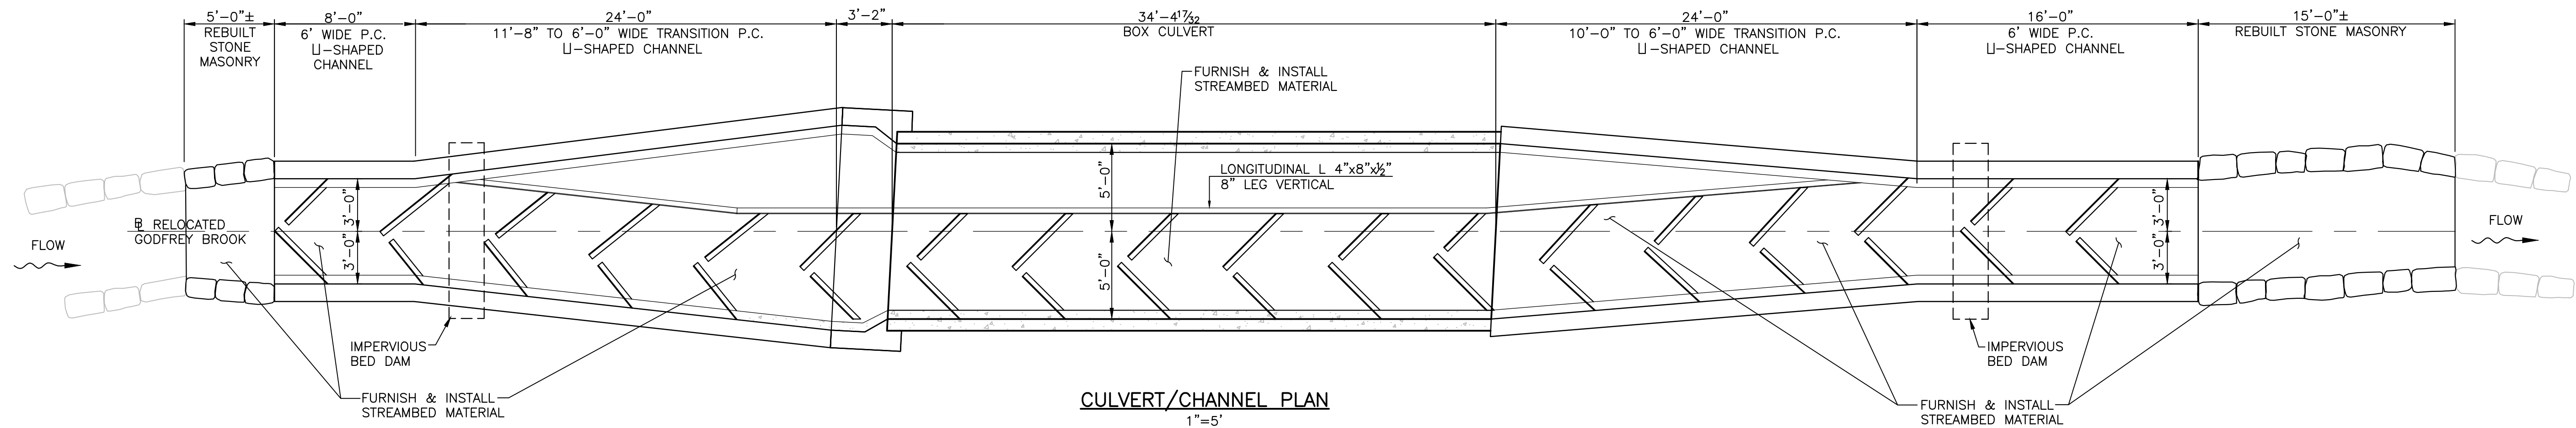 5'-0"±
REBUILT
STONE
MASONRY
8'-0"
6' WIDE P.C.
⊔-SHAPED
CHANNEL
24'-0"
11'-8" TO 6'-0" WIDE TRANSITION P.C.
⊔-SHAPED CHANNEL
3'-2"
34'-4 17/32
BOX CULVERT
24'-0"
10'-0" TO 6'-0" WIDE TRANSITION P.C.
⊔-SHAPED CHANNEL
16'-0"
6' WIDE P.C.
⊔-SHAPED CHANNEL
15'-0"±
REBUILT STONE MASONRY
FURNISH & INSTALL
STREAMBED MATERIAL
LONGITUDINAL L 4"x8"x1/2"
8" LEG VERTICAL
5'-0"
5'-0"
3'-0"
3'-0"
3'-0"
3'-0"
℄ RELOCATED
GODFREY BROOK
FLOW
FLOW
IMPERVIOUS
BED DAM
IMPERVIOUS
BED DAM
FURNISH & INSTALL
STREAMBED MATERIAL
FURNISH & INSTALL
STREAMBED MATERIAL
CULVERT/CHANNEL PLAN
1"=5'